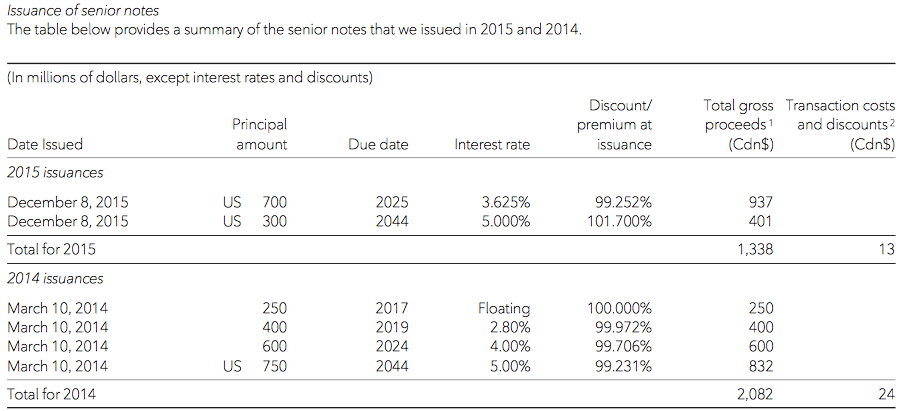 Issuance of senior notes
The table below provides a summary of the senior notes that we issued in 2015 and 2014.
(In millions of dollars, except interest rates and discounts)
Discount/ Total gross Transaction costs
Principal premium at proceeds 1 and discounts 2
Date Issued amount Due date Interest rate issuance (Cdn$) (Cdn$)
2015 issuances
December 8, 2015 US 700 2025 3.625% 99.252% 937
December 8, 2015 US 300 2044 5.000% 101.700% 401
Total for 2015 1,338 13
2014 issuances
March 10, 2014 250 2017 Floating 100.000% 250
March 10, 2014 400 2019 2.80% 99.972% 400
March 10, 2014 600 2024 4.00% 99.706% 600
March 10, 2014 US 750 2044 5.00% 99.231% 832
Total for 2014 2,082 24